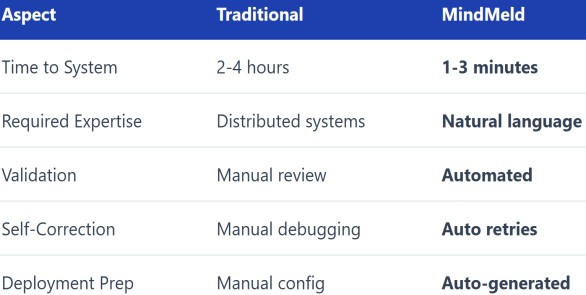 Aspect Traditional MindMeld
Time to System 2-4 hours 1-3 minutes
Required Expertise Distributed systems Natural language
Validation Manual review Automated
Self-Correction Manual debugging Auto retries
Deployment Prep Manual config Auto-generated